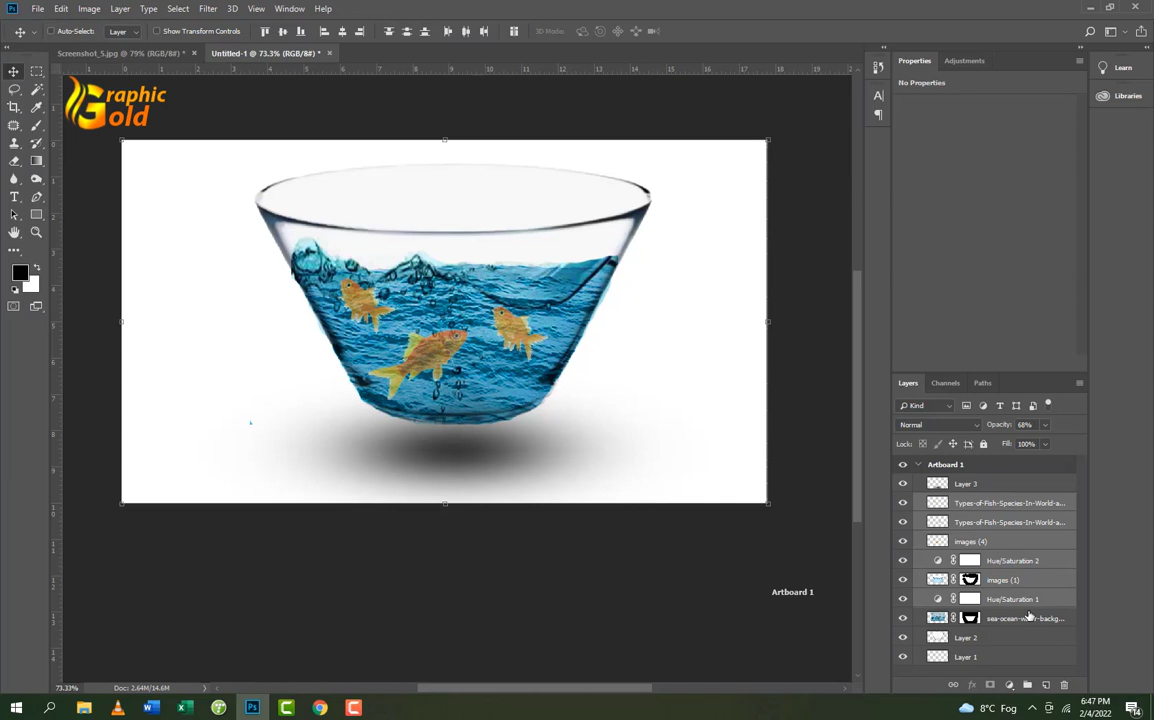 File Edit Image Layer Type Select Filter 3D View Window Help
Auto-Select: Layer Show Transform Controls 3D Mode:
Screenshot_5.jpg @ 79% (RGB/8#) * × Untitled-1 @ 73.3% (RGB/8#) * ×
Graphic
Gold
Artboard 1
73.33% Doc: 2.64M/14.6M
Properties Adjustments
No Properties
Learn
Libraries
Layers Channels Paths
Kind
Normal Opacity: 68%
Lock: Fill: 100%
Artboard 1
Layer 3
Types-of-Fish-Species-In-World-a...
Types-of-Fish-Species-In-World-a...
images (4)
Hue/Saturation 2
images (1)
Hue/Saturation 1
sea-ocean-water-backg...
Layer 2
Layer 1
8°C Fog
6:47 PM
2/4/2022